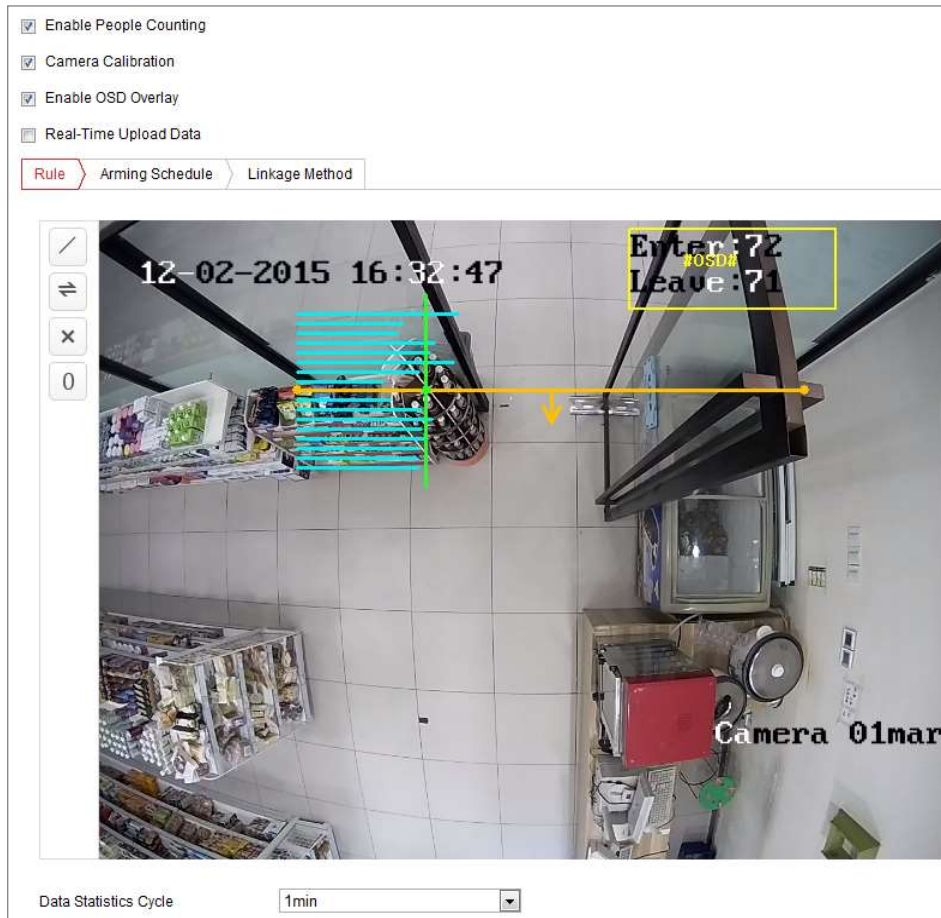 Enable People Counting
Camera Calibration
Enable OSD Overlay
Real-Time Upload Data
Rule
Arming Schedule
Linkage Method
0
12-02-2015 16:32:47
Enter:72
#OSD#
Leave:71
Camera 01mar
Data Statistics Cycle
1min